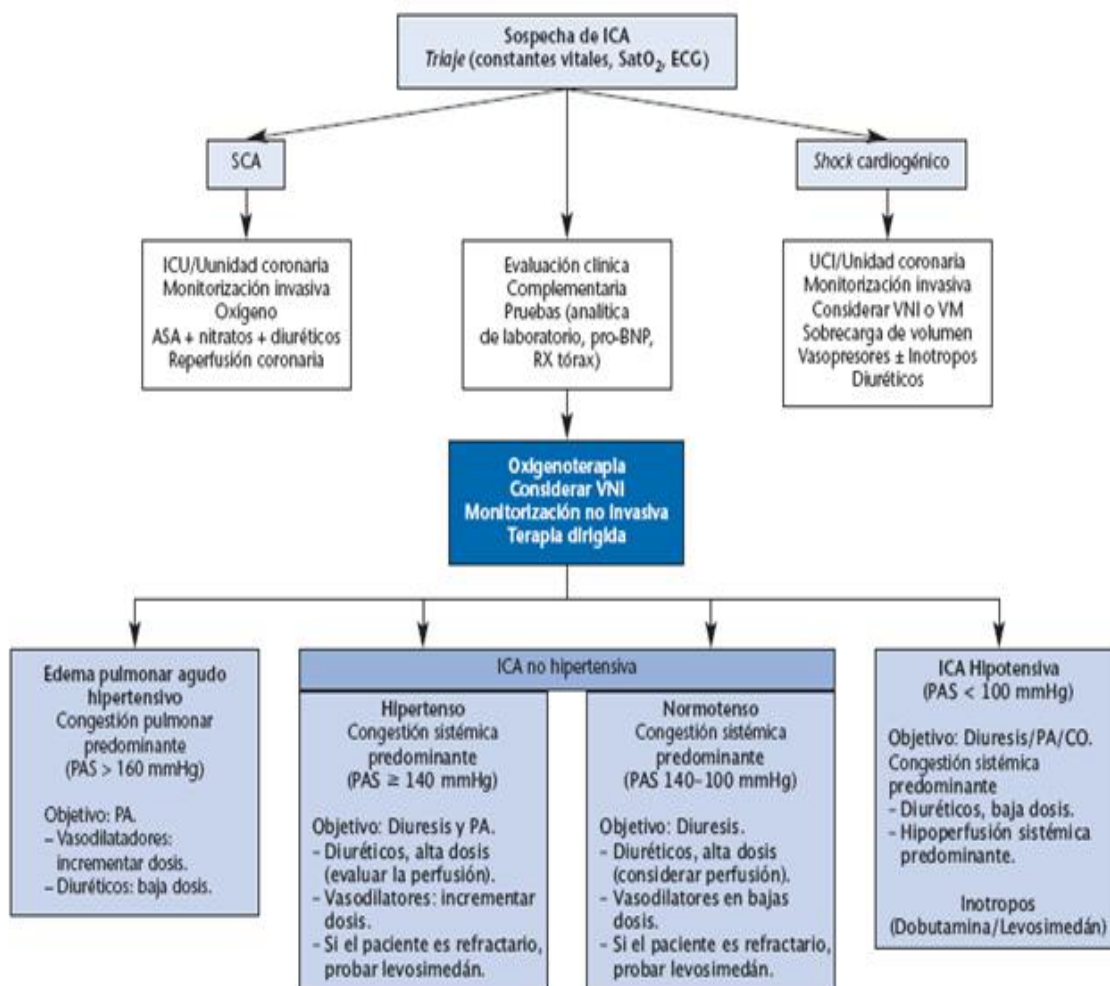 Sospecha de ICA
Triaje (constantes vitales, SatO₂, ECG)
SCA
Shock cardiogénico
ICU/Uunidad coronaria
Monitorización invasiva
Oxígeno
ASA + nitratos + diuréticos
Reperfusión coronaria
Evaluación clínica
Complementaria
Pruebas (analítica
de laboratorio, pro-BNP,
RX tórax)
UCI/Unidad coronaria
Monitorización invasiva
Considerar VNI o VM
Sobrecarga de volumen
Vasopresores ± Inotropos
Diuréticos
Oxigenoterapia
Considerar VNI
Monitorización no invasiva
Terapia dirigida
Edema pulmonar agudo
hipertensivo
Congestión pulmonar
predominante
(PAS > 160 mmHg)
Objetivo: PA.
– Vasodilatadores:
incrementar dosis.
– Diuréticos: baja dosis.
ICA no hipertensiva
Hipertenso
Congestión sistémica
predominante
(PAS ≥ 140 mmHg)
Objetivo: Diuresis y PA.
– Diuréticos, alta dosis
(evaluar la perfusión).
– Vasodilatores: incrementar
dosis.
– Si el paciente es refractario,
probar levosimedán.
Normotenso
Congestión sistémica
predominante
(PAS 140–100 mmHg)
Objetivo: Diuresis.
– Diuréticos, alta dosis
(considerar perfusión).
– Vasodilatores en bajas
dosis.
– Si el paciente es refractario,
probar levosimedán.
ICA Hipotensiva
(PAS < 100 mmHg)
Objetivo: Diuresis/PA/CO.
Congestión sistémica
predominante
– Diuréticos, baja dosis.
– Hipoperfusión sistémica
predominante.
Inotropos
(Dobutamina/Levosimedán)